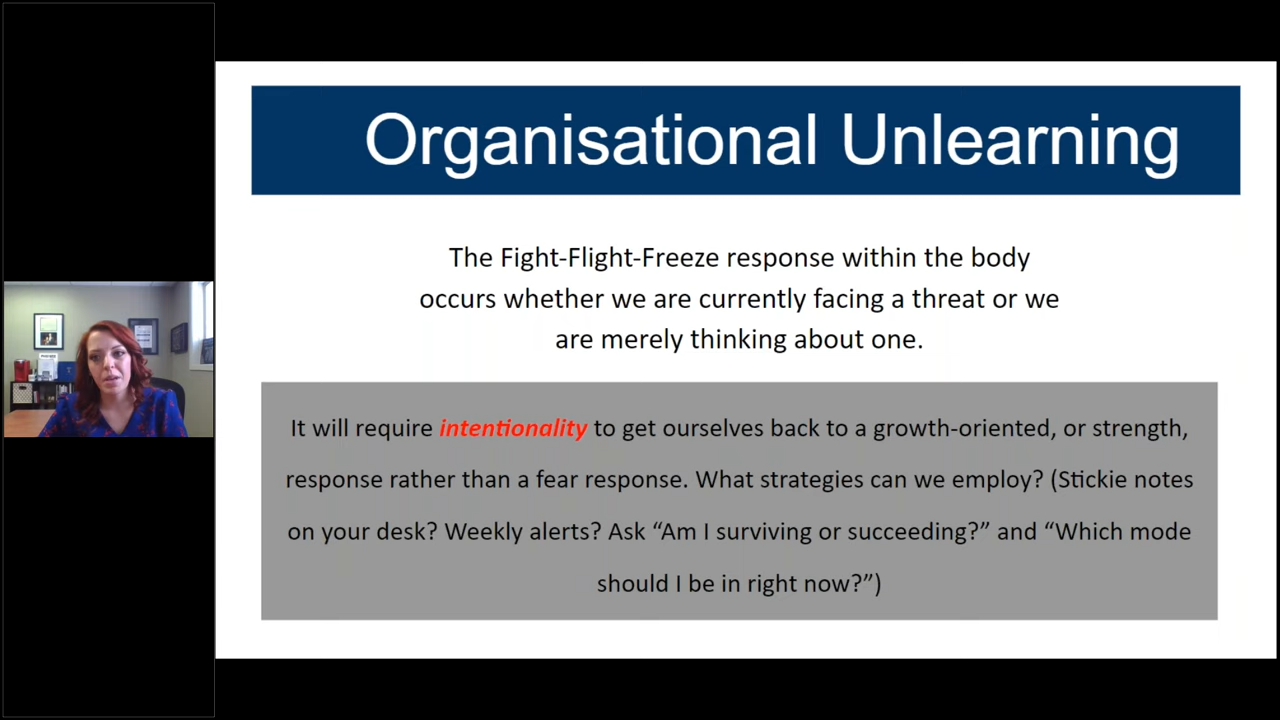 Organisational Unlearning
The Fight-Flight-Freeze response within the body
occurs whether we are currently facing a threat or we
are merely thinking about one.
It will require intentionality to get ourselves back to a growth-oriented, or strength,
response rather than a fear response. What strategies can we employ? (Stickie notes
on your desk? Weekly alerts? Ask “Am I surviving or succeeding?” and “Which mode
should I be in right now?”)